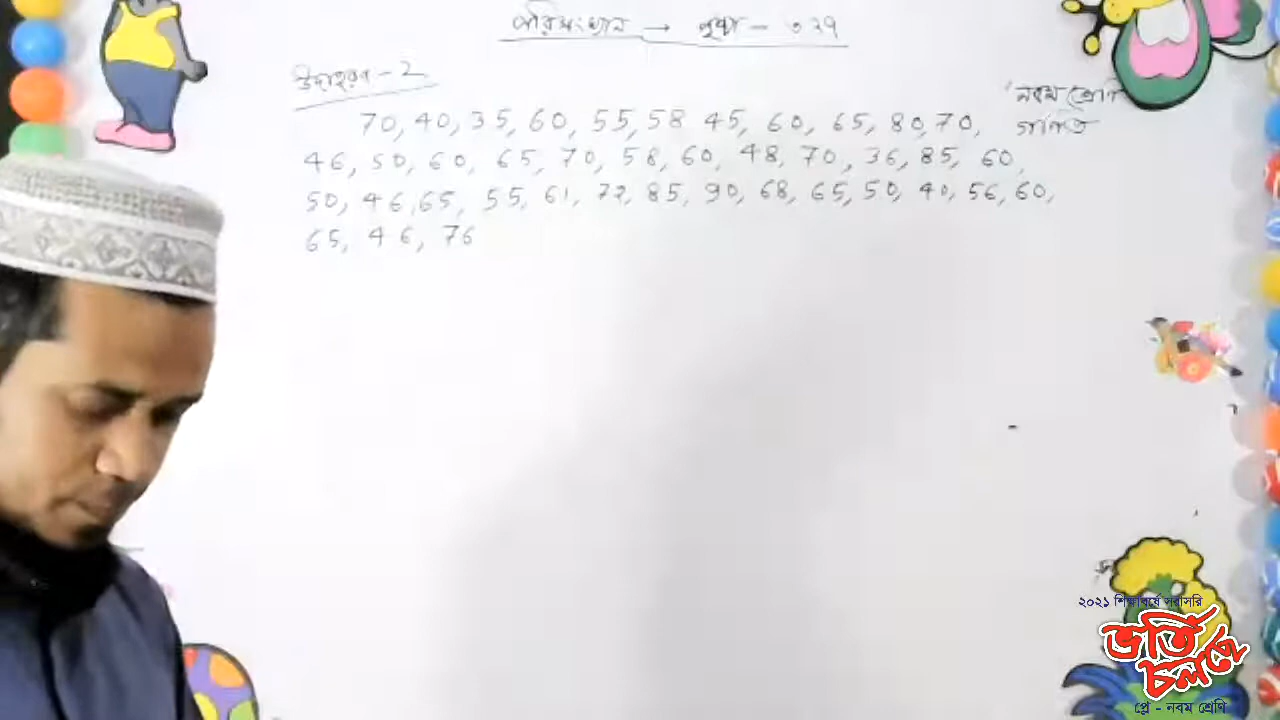 পরিসংখ্যান → পৃষ্ঠা - ৩২৭
উদাহরণ - 2
নবম শ্রেণি
গণিত
70, 40, 35, 60, 55, 58 45, 60, 65, 80, 70,
46, 50, 60, 65, 70, 58, 60, 48, 70, 36, 85, 60,
50, 46, 65, 55, 61, 72, 85, 90, 68, 65, 50, 40, 56, 60,
65, 46, 76
২০২১ শিক্ষাবর্ষে সরাসরি
ভর্তি
চলছে
প্লে - নবম শ্রেণি